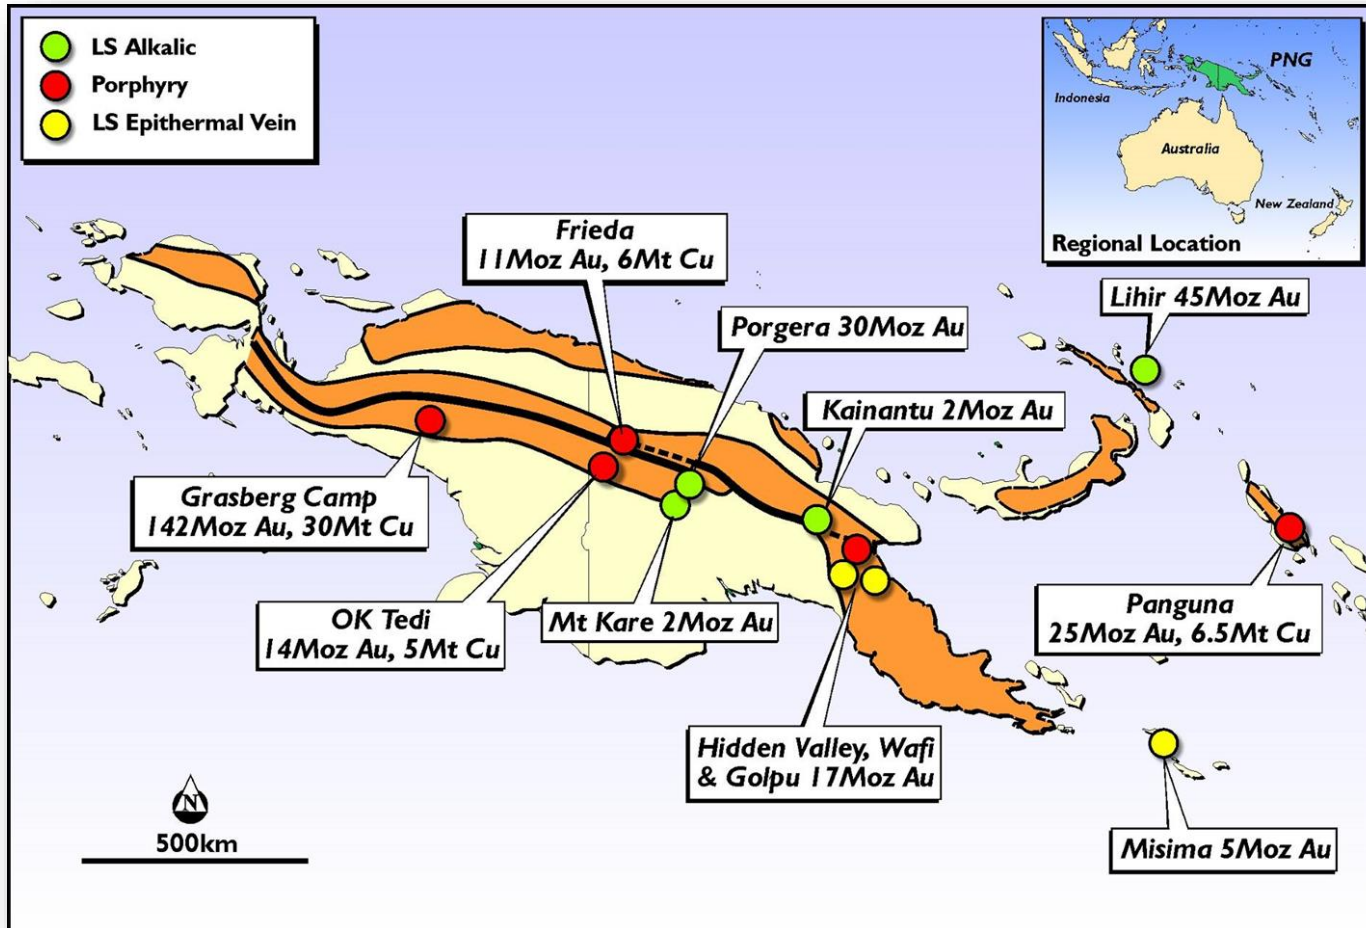 LS Alkalic
Porphyry
LS Epithermal Vein
PNG
Indonesia
Australia
New Zealand
Regional Location
Frieda
11Moz Au, 6Mt Cu
Lihir 45Moz Au
Porgera 30Moz Au
Kainantu 2Moz Au
Grasberg Camp
142Moz Au, 30Mt Cu
OK Tedi
14Moz Au, 5Mt Cu
Mt Kare 2Moz Au
Panguna
25Moz Au, 6.5Mt Cu
Hidden Valley, Wafi
& Golpu 17Moz Au
Misima 5Moz Au
N
500km